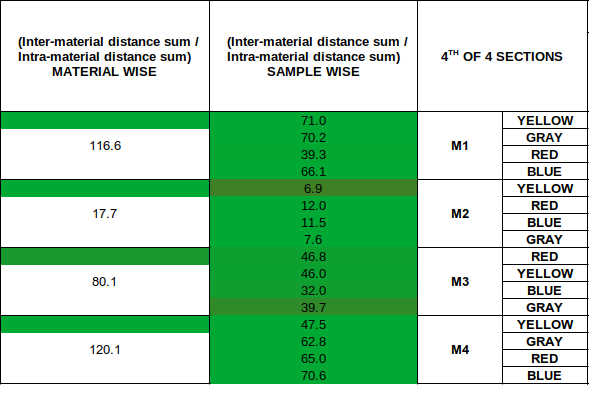 (Inter-material distance sum /
Intra-material distance sum)
MATERIAL WISE
(Inter-material distance sum /
Intra-material distance sum)
SAMPLE WISE
4TH OF 4 SECTIONS
116.6
71.0
70.2
39.3
66.1
M1
YELLOW
GRAY
RED
BLUE
17.7
6.9
12.0
11.5
7.6
M2
YELLOW
RED
BLUE
GRAY
80.1
46.8
46.0
32.0
39.7
M3
RED
YELLOW
BLUE
GRAY
120.1
47.5
62.8
65.0
70.6
M4
YELLOW
GRAY
RED
BLUE